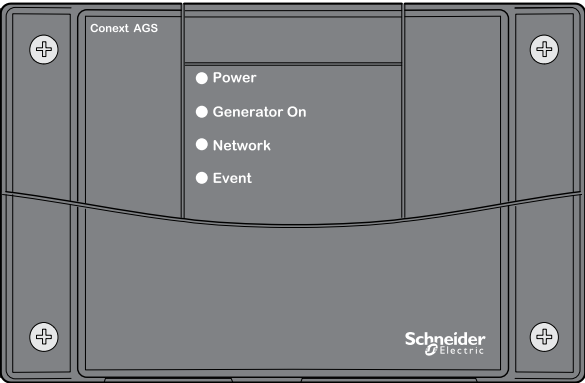 Conext AGS
Power
Generator On
Network
Event
Schneider
Electric